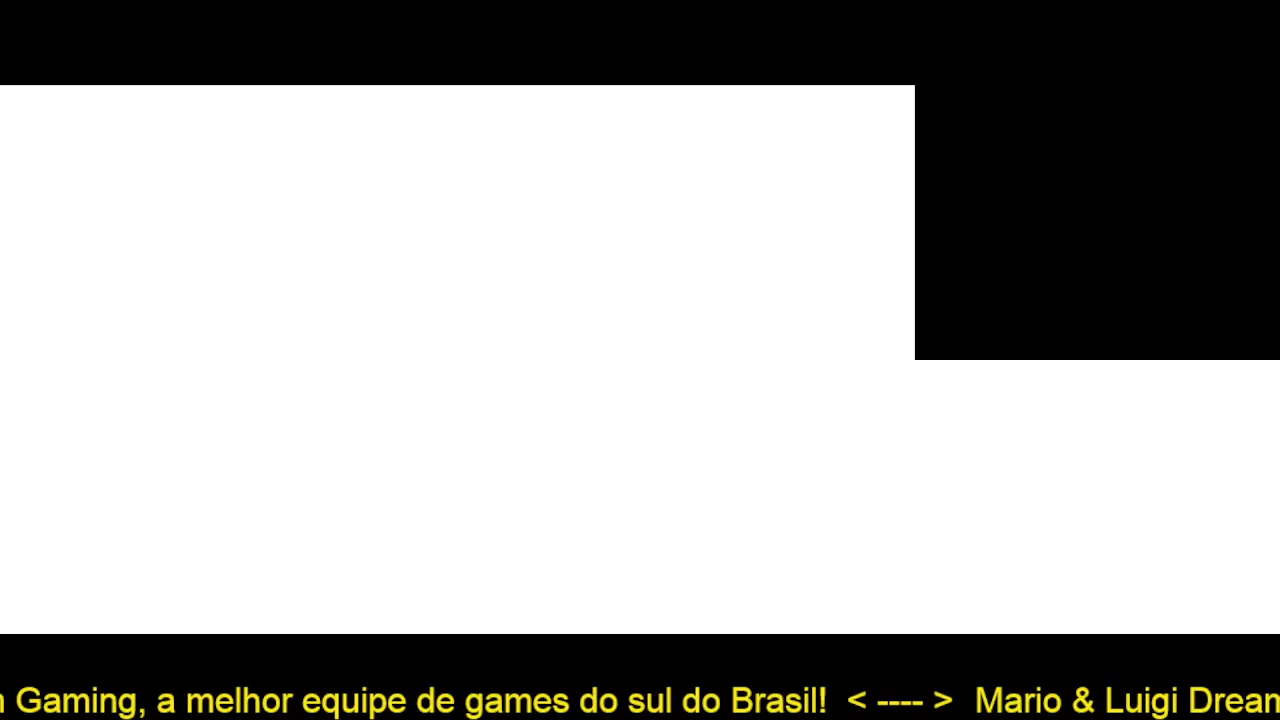 Gaming, a melhor equipe de games do sul do Brasil! < ---- > Mario & Luigi